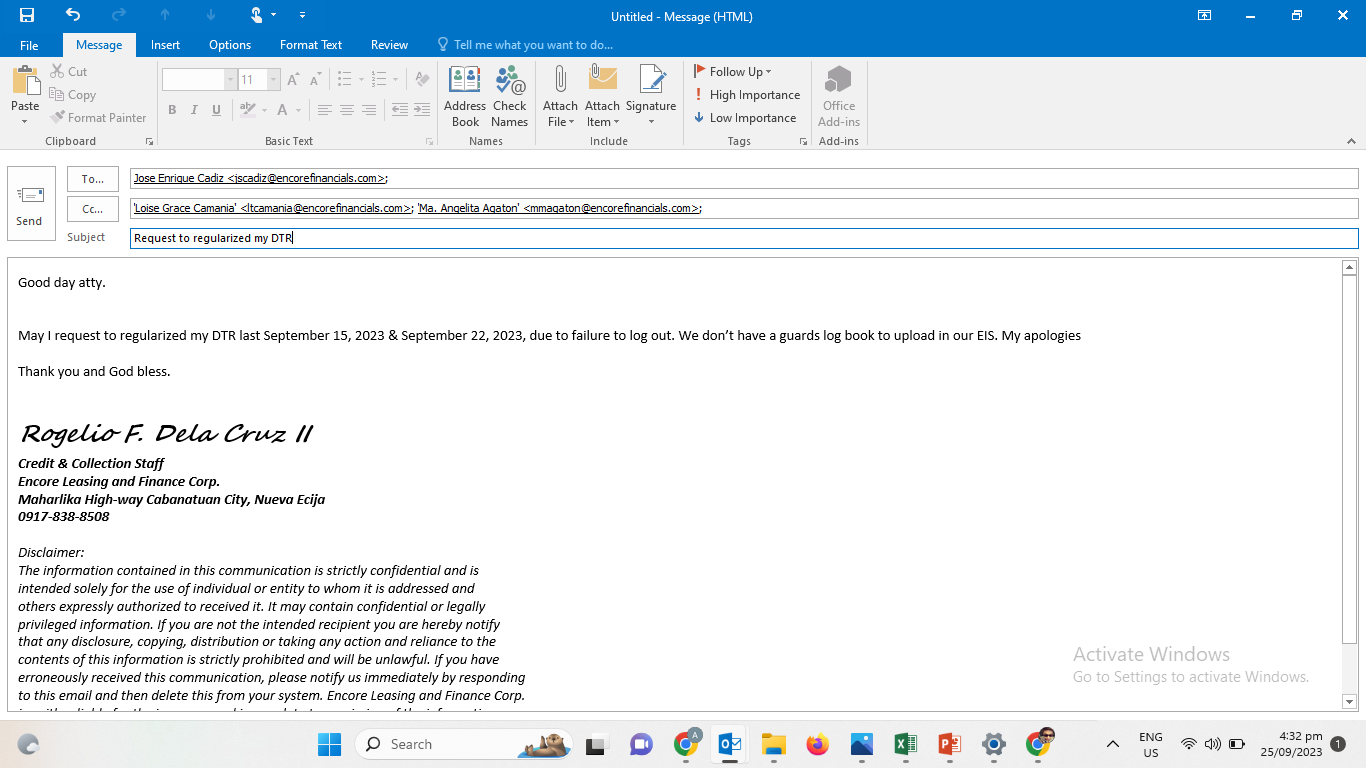 Untitled - Message (HTML)
File Message Insert Options Format Text Review Tell me what you want to do...
Paste
Cut
Copy
Format Painter
Clipboard
11
B I U
A
Basic Text
Address Book
Check Names
Names
Attach File
Attach Item
Signature
Include
Follow Up
High Importance
Low Importance
Tags
Office Add-ins
Add-ins
Send
To... Jose Enrique Cadiz <jscadiz@encorefinancials.com>;
Cc... 'Loise Grace Camania' <ltcamania@encorefinancials.com>; 'Ma. Angelita Agaton' <mmagaton@encorefinancials.com>;
Subject Request to regularized my DTR
Good day atty.
May I request to regularized my DTR last September 15, 2023 & September 22, 2023, due to failure to log out. We don’t have a guards log book to upload in our EIS. My apologies
Thank you and God bless.
Rogelio F. Dela Cruz II
Credit & Collection Staff
Encore Leasing and Finance Corp.
Maharlika High-way Cabanatuan City, Nueva Ecija
0917-838-8508
Disclaimer:
The information contained in this communication is strictly confidential and is
intended solely for the use of individual or entity to whom it is addressed and
others expressly authorized to received it. It may contain confidential or legally
privileged information. If you are not the intended recipient you are hereby notify
that any disclosure, copying, distribution or taking any action and reliance to the
contents of this information is strictly prohibited and will be unlawful. If you have
erroneously received this communication, please notify us immediately by responding
to this email and then delete this from your system. Encore Leasing and Finance Corp.
Activate Windows
Go to Settings to activate Windows.
Search
ENG
US
4:32 pm
25/09/2023
1